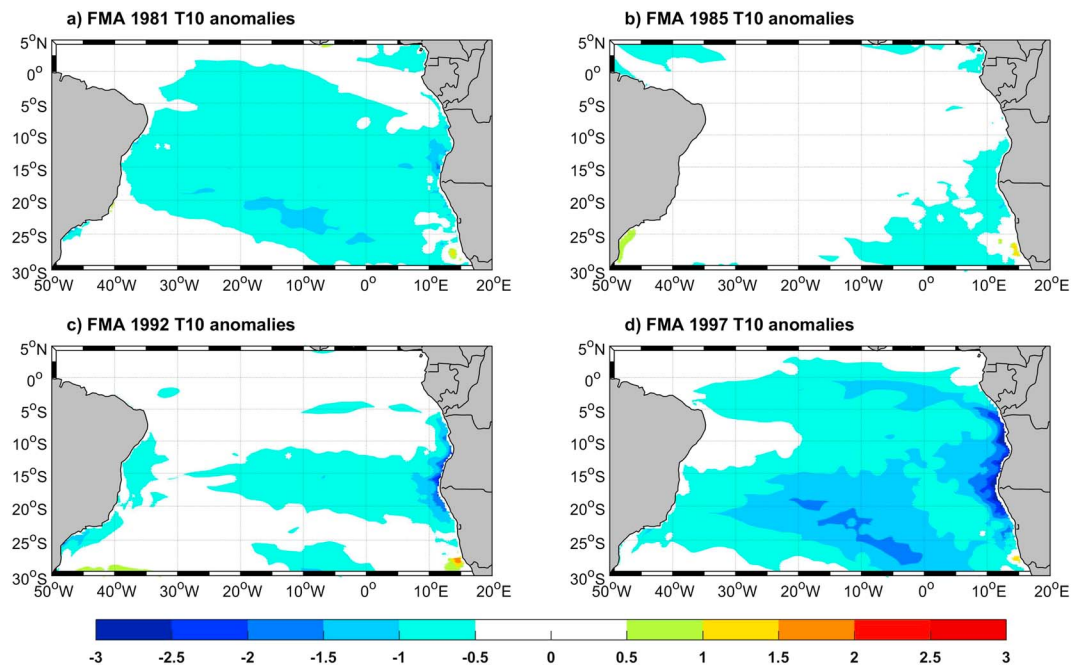 a) FMA 1981 T10 anomalies
5°N
0°
5°S
10°S
15°S
20°S
25°S
30°S
50°W 40°W 30°W 20°W 10°W 0° 10°E 20°E
b) FMA 1985 T10 anomalies
5°N
0°
5°S
10°S
15°S
20°S
25°S
30°S
50°W 40°W 30°W 20°W 10°W 0° 10°E 20°E
c) FMA 1992 T10 anomalies
5°N
0°
5°S
10°S
15°S
20°S
25°S
30°S
50°W 40°W 30°W 20°W 10°W 0° 10°E 20°E
d) FMA 1997 T10 anomalies
5°N
0°
5°S
10°S
15°S
20°S
25°S
30°S
50°W 40°W 30°W 20°W 10°W 0° 10°E 20°E
-3 -2.5 -2 -1.5 -1 -0.5 0 0.5 1 1.5 2 2.5 3